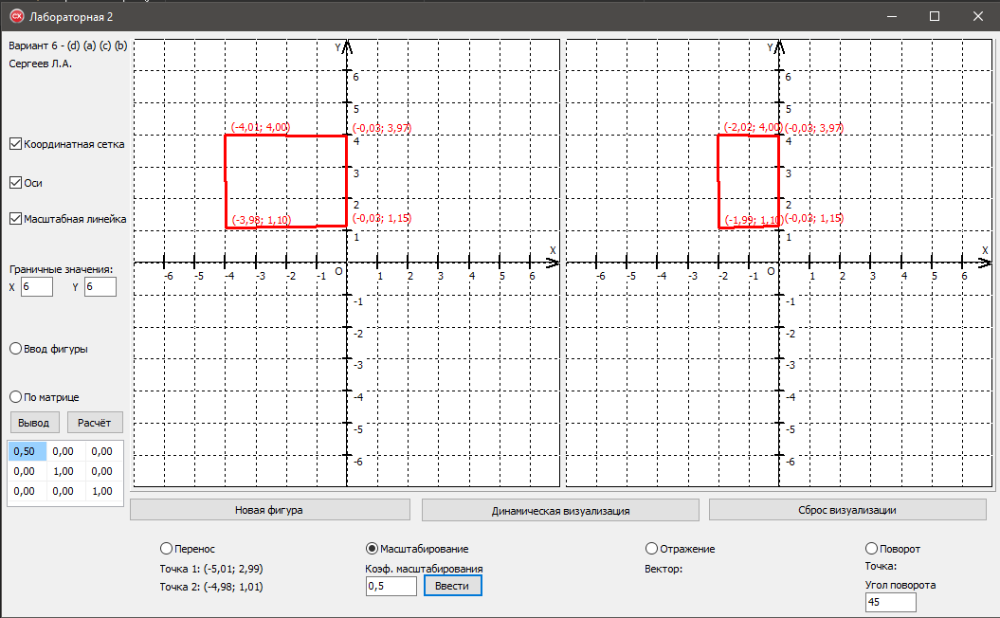 Лабораторная 2
Вариант 6 - (d) (a) (c) (b)
Сергеев Л.А.
Координатная сетка
Оси
Масштабная линейка
Граничные значения:
X 6 Y 6
Ввод фигуры
По матрице
Вывод Расчёт
0,50 0,00 0,00
0,00 1,00 0,00
0,00 0,00 1,00
Y
6
5
(-4,01; 4,00) (-0,03; 3,97)
4
3
2
(-3,98; 1,10) (-0,03; 1,15)
1
X
-6 -5 -4 -3 -2 -1 O 1 2 3 4 5 6
-1
-2
-3
-4
-5
-6
Y
6
5
(-2,02; 4,00) (-0,03; 3,97)
4
3
2
(-1,99; 1,10) (-0,03; 1,15)
1
X
-6 -5 -4 -3 -2 -1 O 1 2 3 4 5 6
-1
-2
-3
-4
-5
-6
Новая фигура
Динамическая визуализация
Сброс визуализации
Перенос
Точка 1: (-5,01; 2,99)
Точка 2: (-4,98; 1,01)
Масштабирование
Коэф. масштабирования
0,5 Ввести
Отражение
Вектор:
Поворот
Точка:
Угол поворота
45